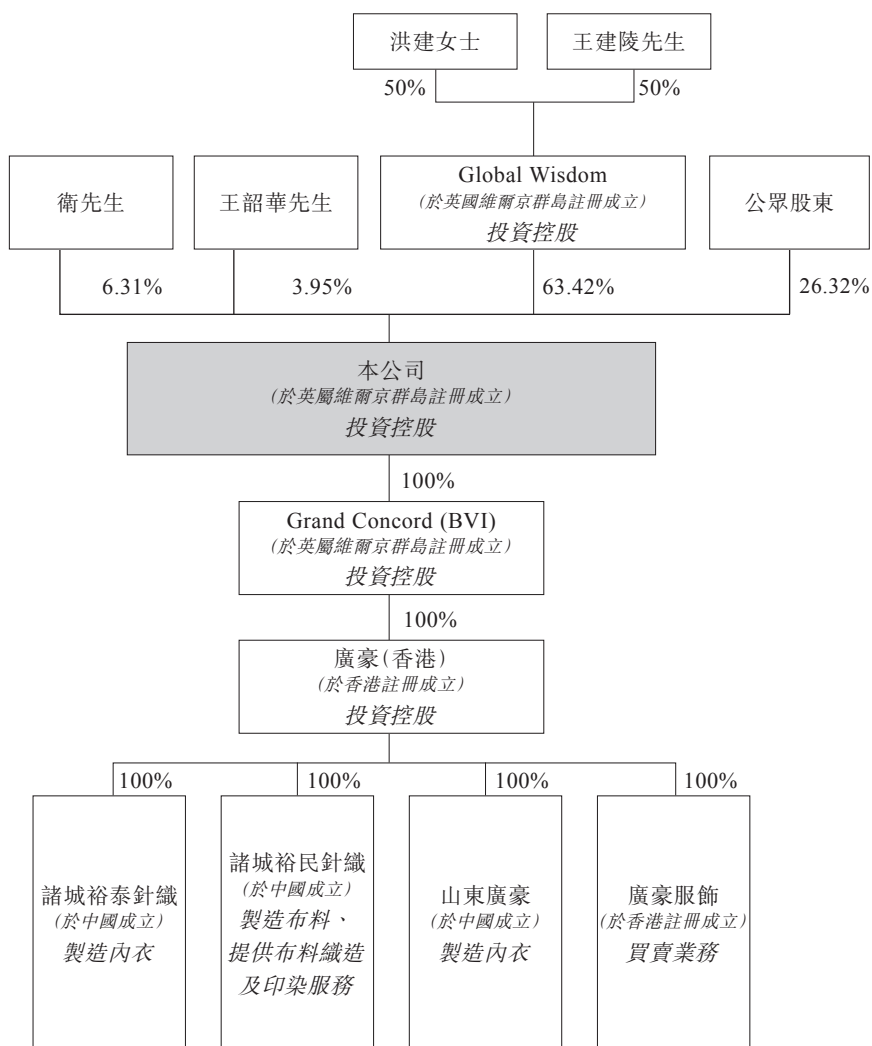 洪建女士
王建陵先生
50%
50%
衛先生
王韶華先生
Global Wisdom
(於英國維爾京群島註冊成立)
投資控股
公眾股東
6.31%
3.95%
63.42%
26.32%
本公司
(於英屬維爾京群島註冊成立)
投資控股
100%
Grand Concord (BVI)
(於英屬維爾京群島註冊成立)
投資控股
100%
廣豪(香港)
(於香港註冊成立)
投資控股
100%
100%
100%
100%
諸城裕泰針織
(於中國成立)
製造內衣
諸城裕民針織
(於中國成立)
製造布料、
提供布料織造
及印染服務
山東廣豪
(於中國成立)
製造內衣
廣豪服飾
(於香港註冊成立)
買賣業務